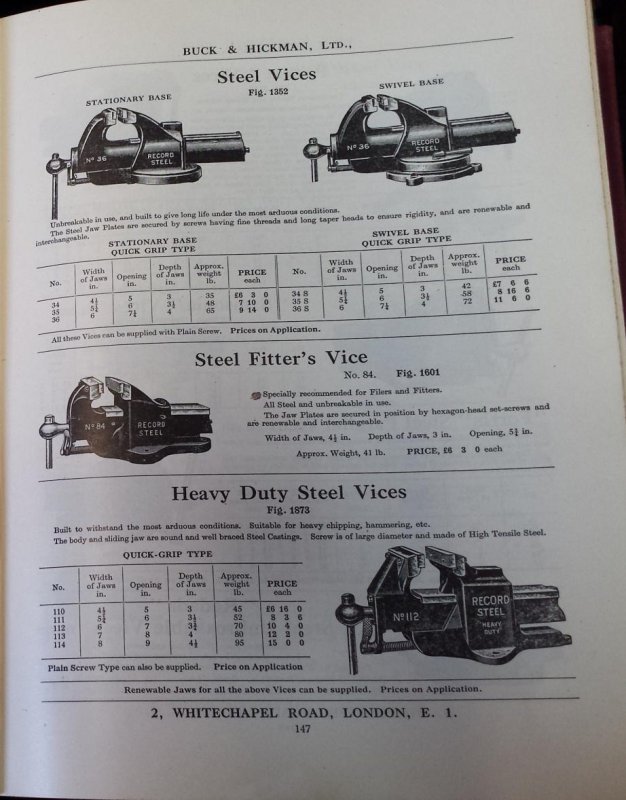 BUCK & HICKMAN, LTD.,
Steel Vices
Fig. 1352
STATIONARY BASE
SWIVEL BASE
Nº 36
RECORD
STEEL
Nº 36
RECORD
STEEL
Unbreakable in use, and built to give long life under the most arduous conditions.
The Steel Jaw Plates are secured by screws having fine threads and long taper heads to ensure rigidity, and are renewable and
interchangeable.
STATIONARY BASE
QUICK GRIP TYPE
SWIVEL BASE
QUICK GRIP TYPE
No. Width of Jaws in. Opening in. Depth of Jaws in. Approx. weight lb. PRICE each No. Width of Jaws in. Opening in. Depth of Jaws in. Approx. weight lb. PRICE each
34 4½ 5 3 35 £6 3 0 34 S 4½ 5 3 42 £7 6 6
35 5¼ 6 3½ 48 7 10 0 35 S 5¼ 6 3½ 58 8 16 6
36 6 7¼ 4 65 9 14 0 36 S 6 7¼ 4 72 11 6 0
All these Vices can be supplied with Plain Screw. Prices on Application.
Steel Fitter's Vice
No. 84. Fig. 1601
Nº 84
RECORD
STEEL
Specially recommended for Filers and Fitters.
All Steel and unbreakable in use.
The Jaw Plates are secured in position by hexagon-head set-screws and
are renewable and interchangeable.
Width of Jaws, 4½ in. Depth of Jaws, 3 in. Opening, 5¾ in.
Approx. Weight, 41 lb. PRICE, £6 3 0 each
Heavy Duty Steel Vices
Fig. 1873
Built to withstand the most arduous conditions. Suitable for heavy chipping, hammering, etc.
The body and sliding jaw are sound and well braced Steel Castings. Screw is of large diameter and made of High Tensile Steel.
QUICK-GRIP TYPE
No. Width of Jaws in. Opening in. Depth of Jaws in. Approx. weight lb. PRICE each
110 4½ 5 3 45 £6 16 0
111 5¼ 6 3½ 52 8 3 6
112 6 7 3¾ 70 10 4 0
113 7 8 4 80 12 2 0
114 8 9 4½ 95 15 0 0
Nº 112
RECORD
STEEL
HEAVY
DUTY
Plain Screw Type can also be supplied. Price on Application
Renewable Jaws for all the above Vices can be supplied. Prices on Application.
2, WHITECHAPEL ROAD, LONDON, E. 1.
147